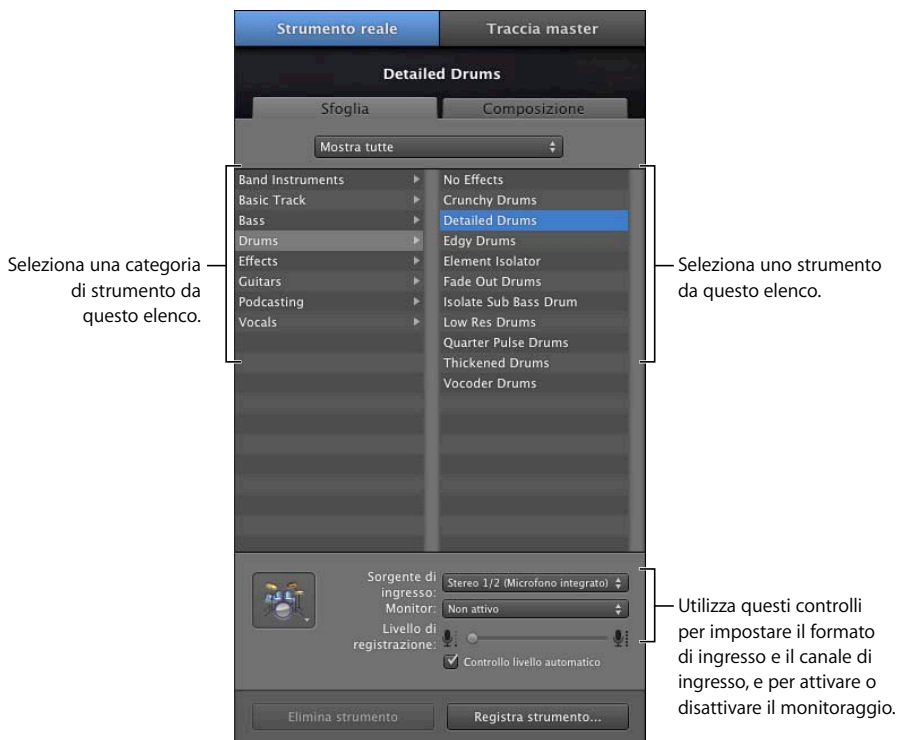 Strumento reale
Traccia master
Detailed Drums
Sfoglia
Composizione
Mostra tutte
Seleziona una categoria
di strumento da
questo elenco.
Band Instruments
Basic Track
Bass
Drums
Effects
Guitars
Podcasting
Vocals
No Effects
Crunchy Drums
Detailed Drums
Edgy Drums
Element Isolator
Fade Out Drums
Isolate Sub Bass Drum
Low Res Drums
Quarter Pulse Drums
Thickened Drums
Vocoder Drums
Seleziona uno strumento
da questo elenco.
Sorgente di
ingresso:
Stereo 1/2 (Microfono integrato)
Monitor:
Non attivo
Livello di
registrazione:
Controllo livello automatico
Utilizza questi controlli
per impostare il formato
di ingresso e il canale di
ingresso, e per attivare o
disattivare il monitoraggio.
Elimina strumento
Registra strumento...